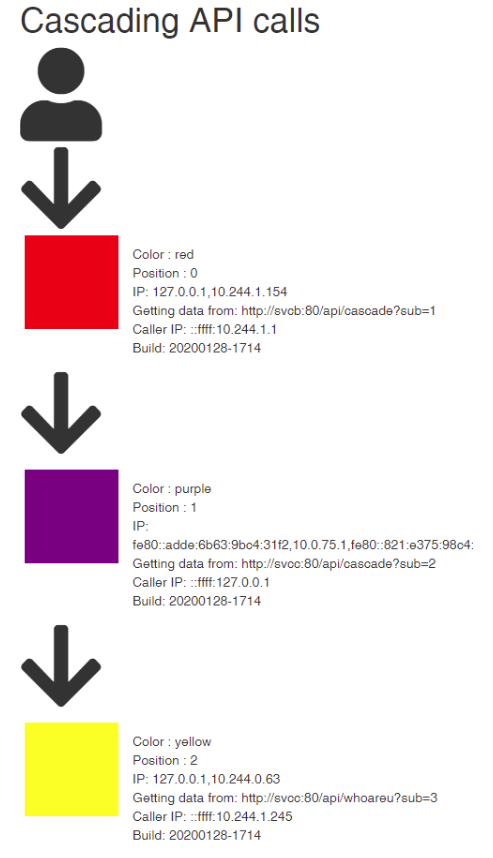 Cascading API calls
Color : red
Position : 0
IP: 127.0.0.1,10.244.1.154
Getting data from: http://svcb:80/api/cascade?sub=1
Caller IP: ::ffff:10.244.1.1
Build: 20200128-1714
Color : purple
Position : 1
IP:
fe80::adde:6b63:9bc4:31f2,10.0.75.1,fe80::821:e375:98c4:
Getting data from: http://svcc:80/api/cascade?sub=2
Caller IP: ::ffff:127.0.0.1
Build: 20200128-1714
Color : yellow
Position : 2
IP: 127.0.0.1,10.244.0.63
Getting data from: http://svcc:80/api/whoareu?sub=3
Caller IP: ::ffff:10.244.1.245
Build: 20200128-1714